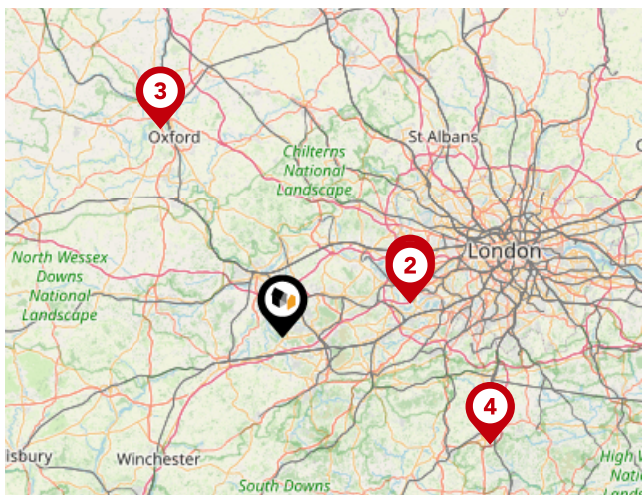 3
Oxford
St Albans
Chilterns
National
Landscape
London
2
North Wessex
Downs
National
Landscape
4
isbury
Winchester
South Downs
High W
Nati
Lands